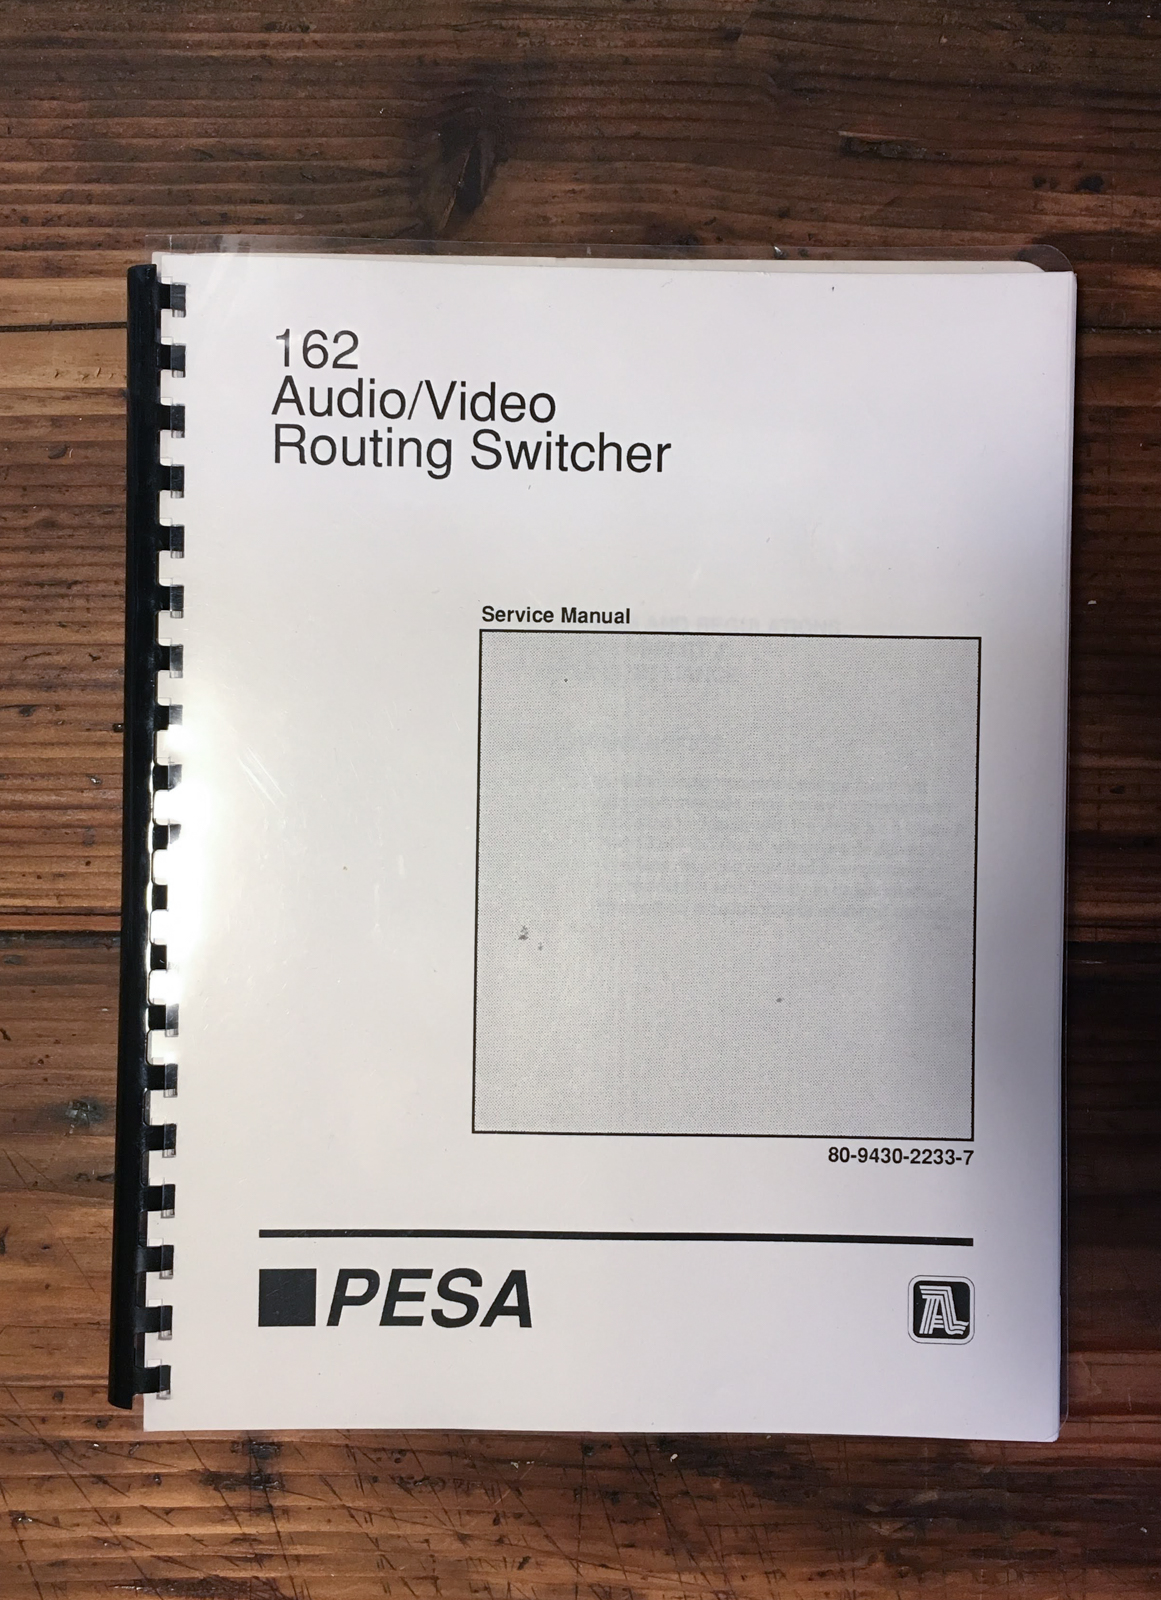 162
Audio/Video
Routing Switcher
Service Manual
80-9430-2233-7
PESA